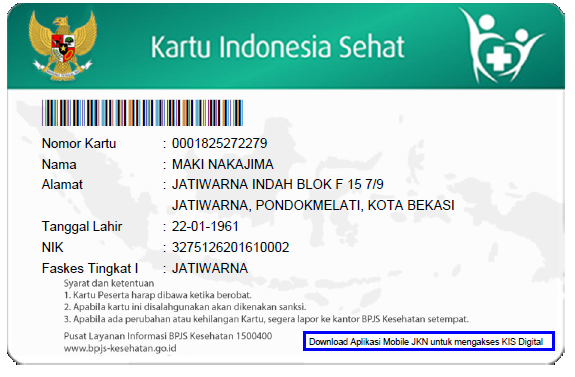 Kartu Indonesia Sehat
Nomor Kartu : 0001825272279
Nama : MAKI NAKAJIMA
Alamat : JATIWARNA INDAH BLOK F 15 7/9
JATIWARNA, PONDOKMELATI, KOTA BEKASI
Tanggal Lahir : 22-01-1961
NIK : 3275126201610002
Faskes Tingkat I : JATIWARNA
Syarat dan ketentuan
1. Kartu Peserta harap dibawa ketika berobat.
2. Apabila kartu ini disalahgunakan akan dikenakan sanksi.
3. Apabila ada perubahan atau kehilangan Kartu, segera lapor ke kantor BPJS Kesehatan setempat.
Pusat Layanan Informasi BPJS Kesehatan 1500400
www.bpjs-kesehatan.go.id
Download Aplikasi Mobile JKN untuk mengakses KIS Digital